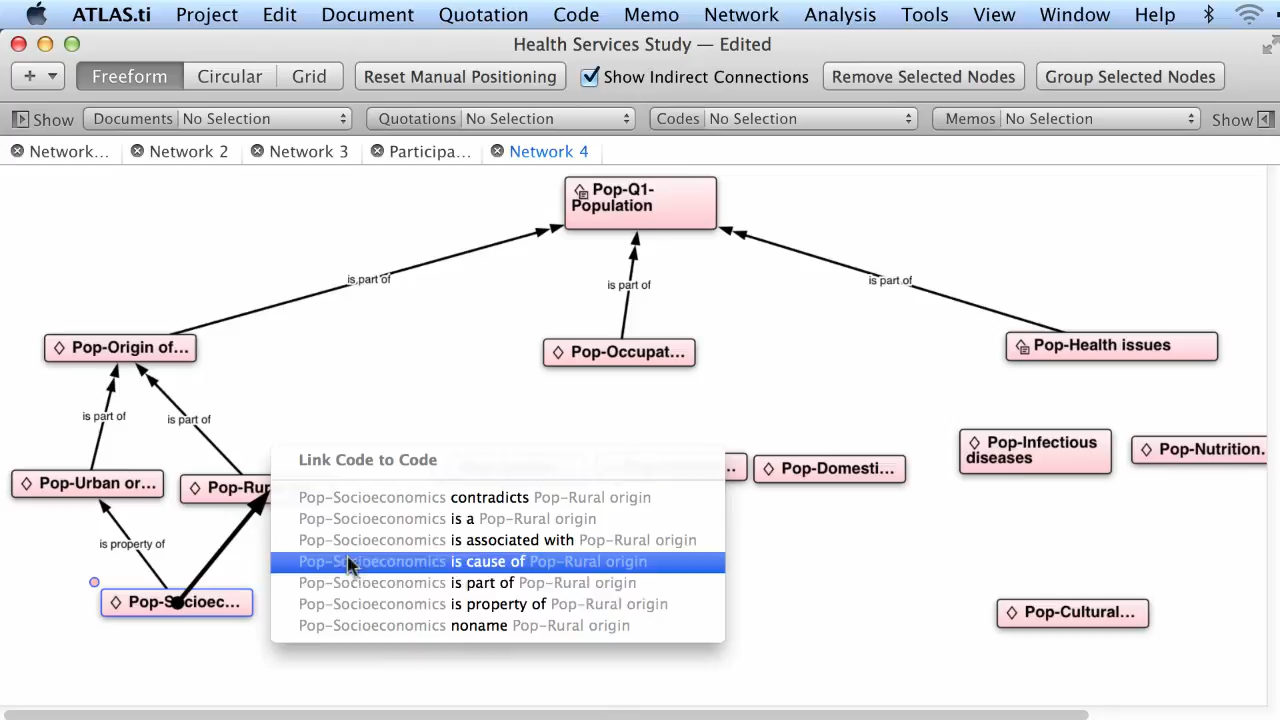 ATLAS.ti Project Edit Document Quotation Code Memo Network Analysis Tools View Window Help
Health Services Study — Edited
+ Freeform Circular Grid Reset Manual Positioning Show Indirect Connections Remove Selected Nodes Group Selected Nodes
Show Documents No Selection Quotations No Selection Codes No Selection Memos No Selection Show
Network... Network 2 Network 3 Participa... Network 4
Pop-Q1-
Population
is part of
is part of
is part of
Pop-Origin of...
Pop-Occupat...
Pop-Health issues
is part of
is part of
Pop-Infectious
diseases
Pop-Nutrition.
Pop-Domesti...
Pop-Urban or...
is property of
Pop-Socioec...
Pop-Cultural...
Link Code to Code
Pop-Socioeconomics contradicts Pop-Rural origin
Pop-Socioeconomics is a Pop-Rural origin
Pop-Socioeconomics is associated with Pop-Rural origin
Pop-Socioeconomics is cause of Pop-Rural origin
Pop-Socioeconomics is part of Pop-Rural origin
Pop-Socioeconomics is property of Pop-Rural origin
Pop-Socioeconomics noname Pop-Rural origin